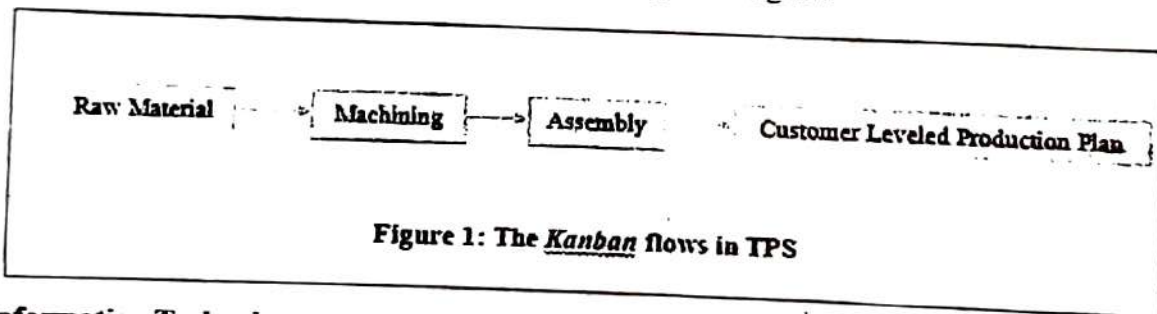 Raw Material
Machining
Assembly
Customer Leveled Production Plan
Figure 1: The Kanban flows in TPS